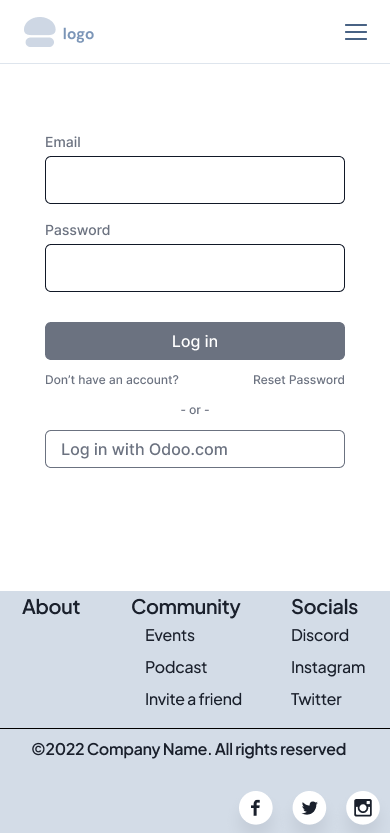 logo
Email
Password
Log in
Don’t have an account? Reset Password
- or -
Log in with Odoo.com
About Community Socials
Events Discord
Podcast Instagram
Invite a friend Twitter
©2022 Company Name. All rights reserved